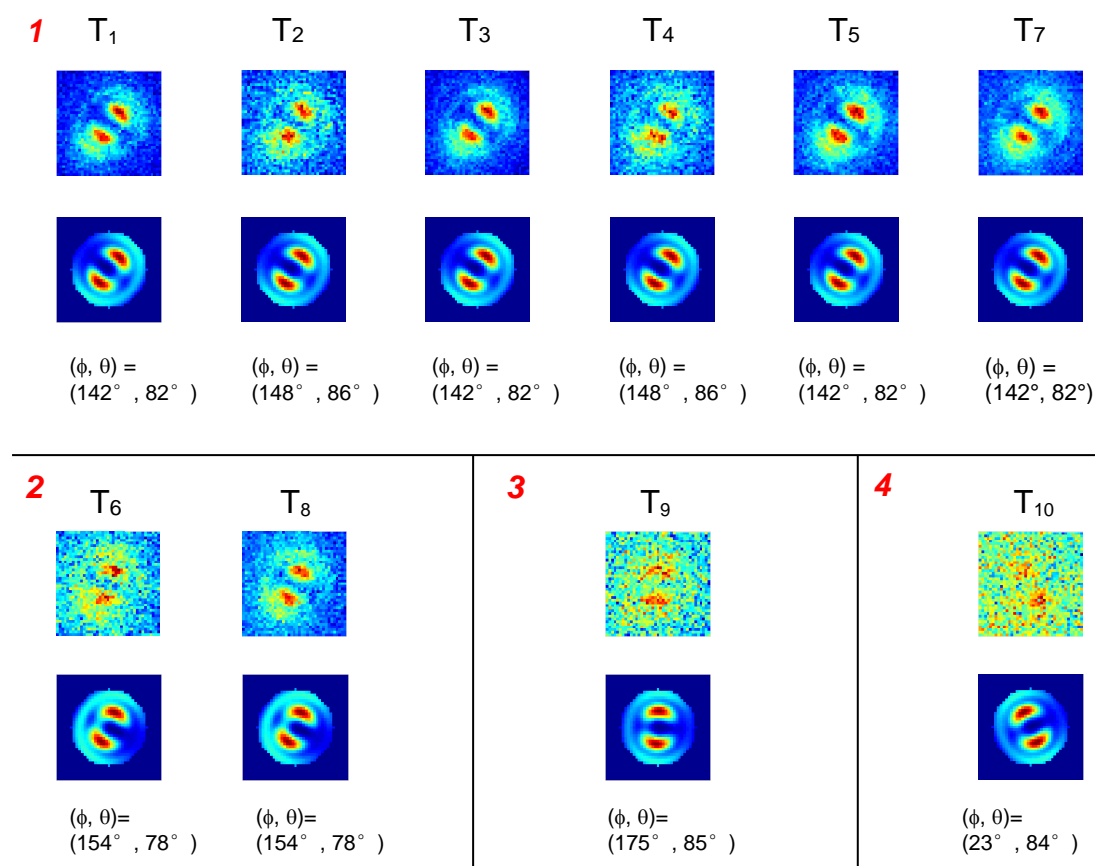 1 T1 T2 T3 T4 T5 T7
(ϕ, θ) = (ϕ, θ) = (ϕ, θ) = (ϕ, θ) = (ϕ, θ) = (ϕ, θ) =
(142° , 82° ) (148° , 86° ) (142° , 82° ) (148° , 86° ) (142° , 82° ) (142°, 82°)
2 3 4
T6 T8 T9 T10
(ϕ, θ)= (ϕ, θ)= (ϕ, θ)= (ϕ, θ)=
(154° , 78° ) (154° , 78° ) (175° , 85° ) (23° , 84° )